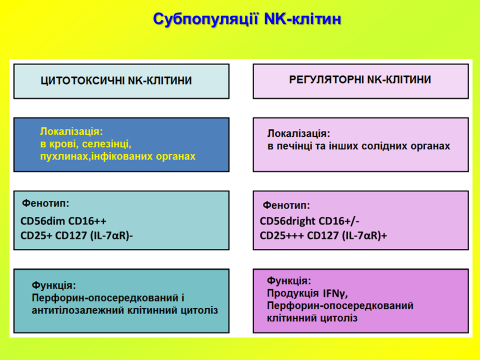 Субпопуляції NK-клітин
ЦИТОТОКСИЧНІ NK-КЛІТИНИ
РЕГУЛЯТОРНІ NK-КЛІТИНИ
Локалізація:
в крові, селезінці,
пухлинах,інфікованих органах
Локалізація:
в печінці та інших солідних органах
Фенотип:
CD56dim CD16++
CD25+ CD127 (IL-7αR)-
Фенотип:
CD56dright CD16+/-
CD25+++ CD127 (IL-7αR)+
Функція:
Перфорин-опосередкований і
антитілозалежний клітинний цитоліз
Функція:
Продукція IFNγ,
Перфорин-опосередкований
клітинний цитоліз